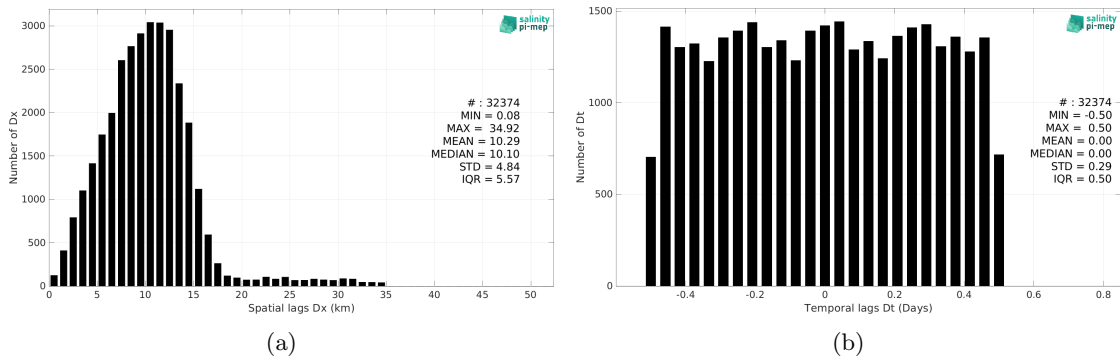 3000
2500
2000
1500
1000
500
0
Number of Dx
salinity
pi-mep
# : 32374
MIN = 0.08
MAX = 34.92
MEAN = 10.29
MEDIAN = 10.10
STD = 4.84
IQR = 5.57
0 5 10 15 20 25 30 35 40 45 50
Spatial lags Dx (km)
(a)
1500
1000
500
0
Number of Dt
salinity
pi-mep
# : 32374
MIN = -0.50
MAX = 0.50
MEAN = 0.00
MEDIAN = 0.00
STD = 0.29
IQR = 0.50
-0.4 -0.2 0 0.2 0.4 0.6 0.8
Temporal lags Dt (Days)
(b)